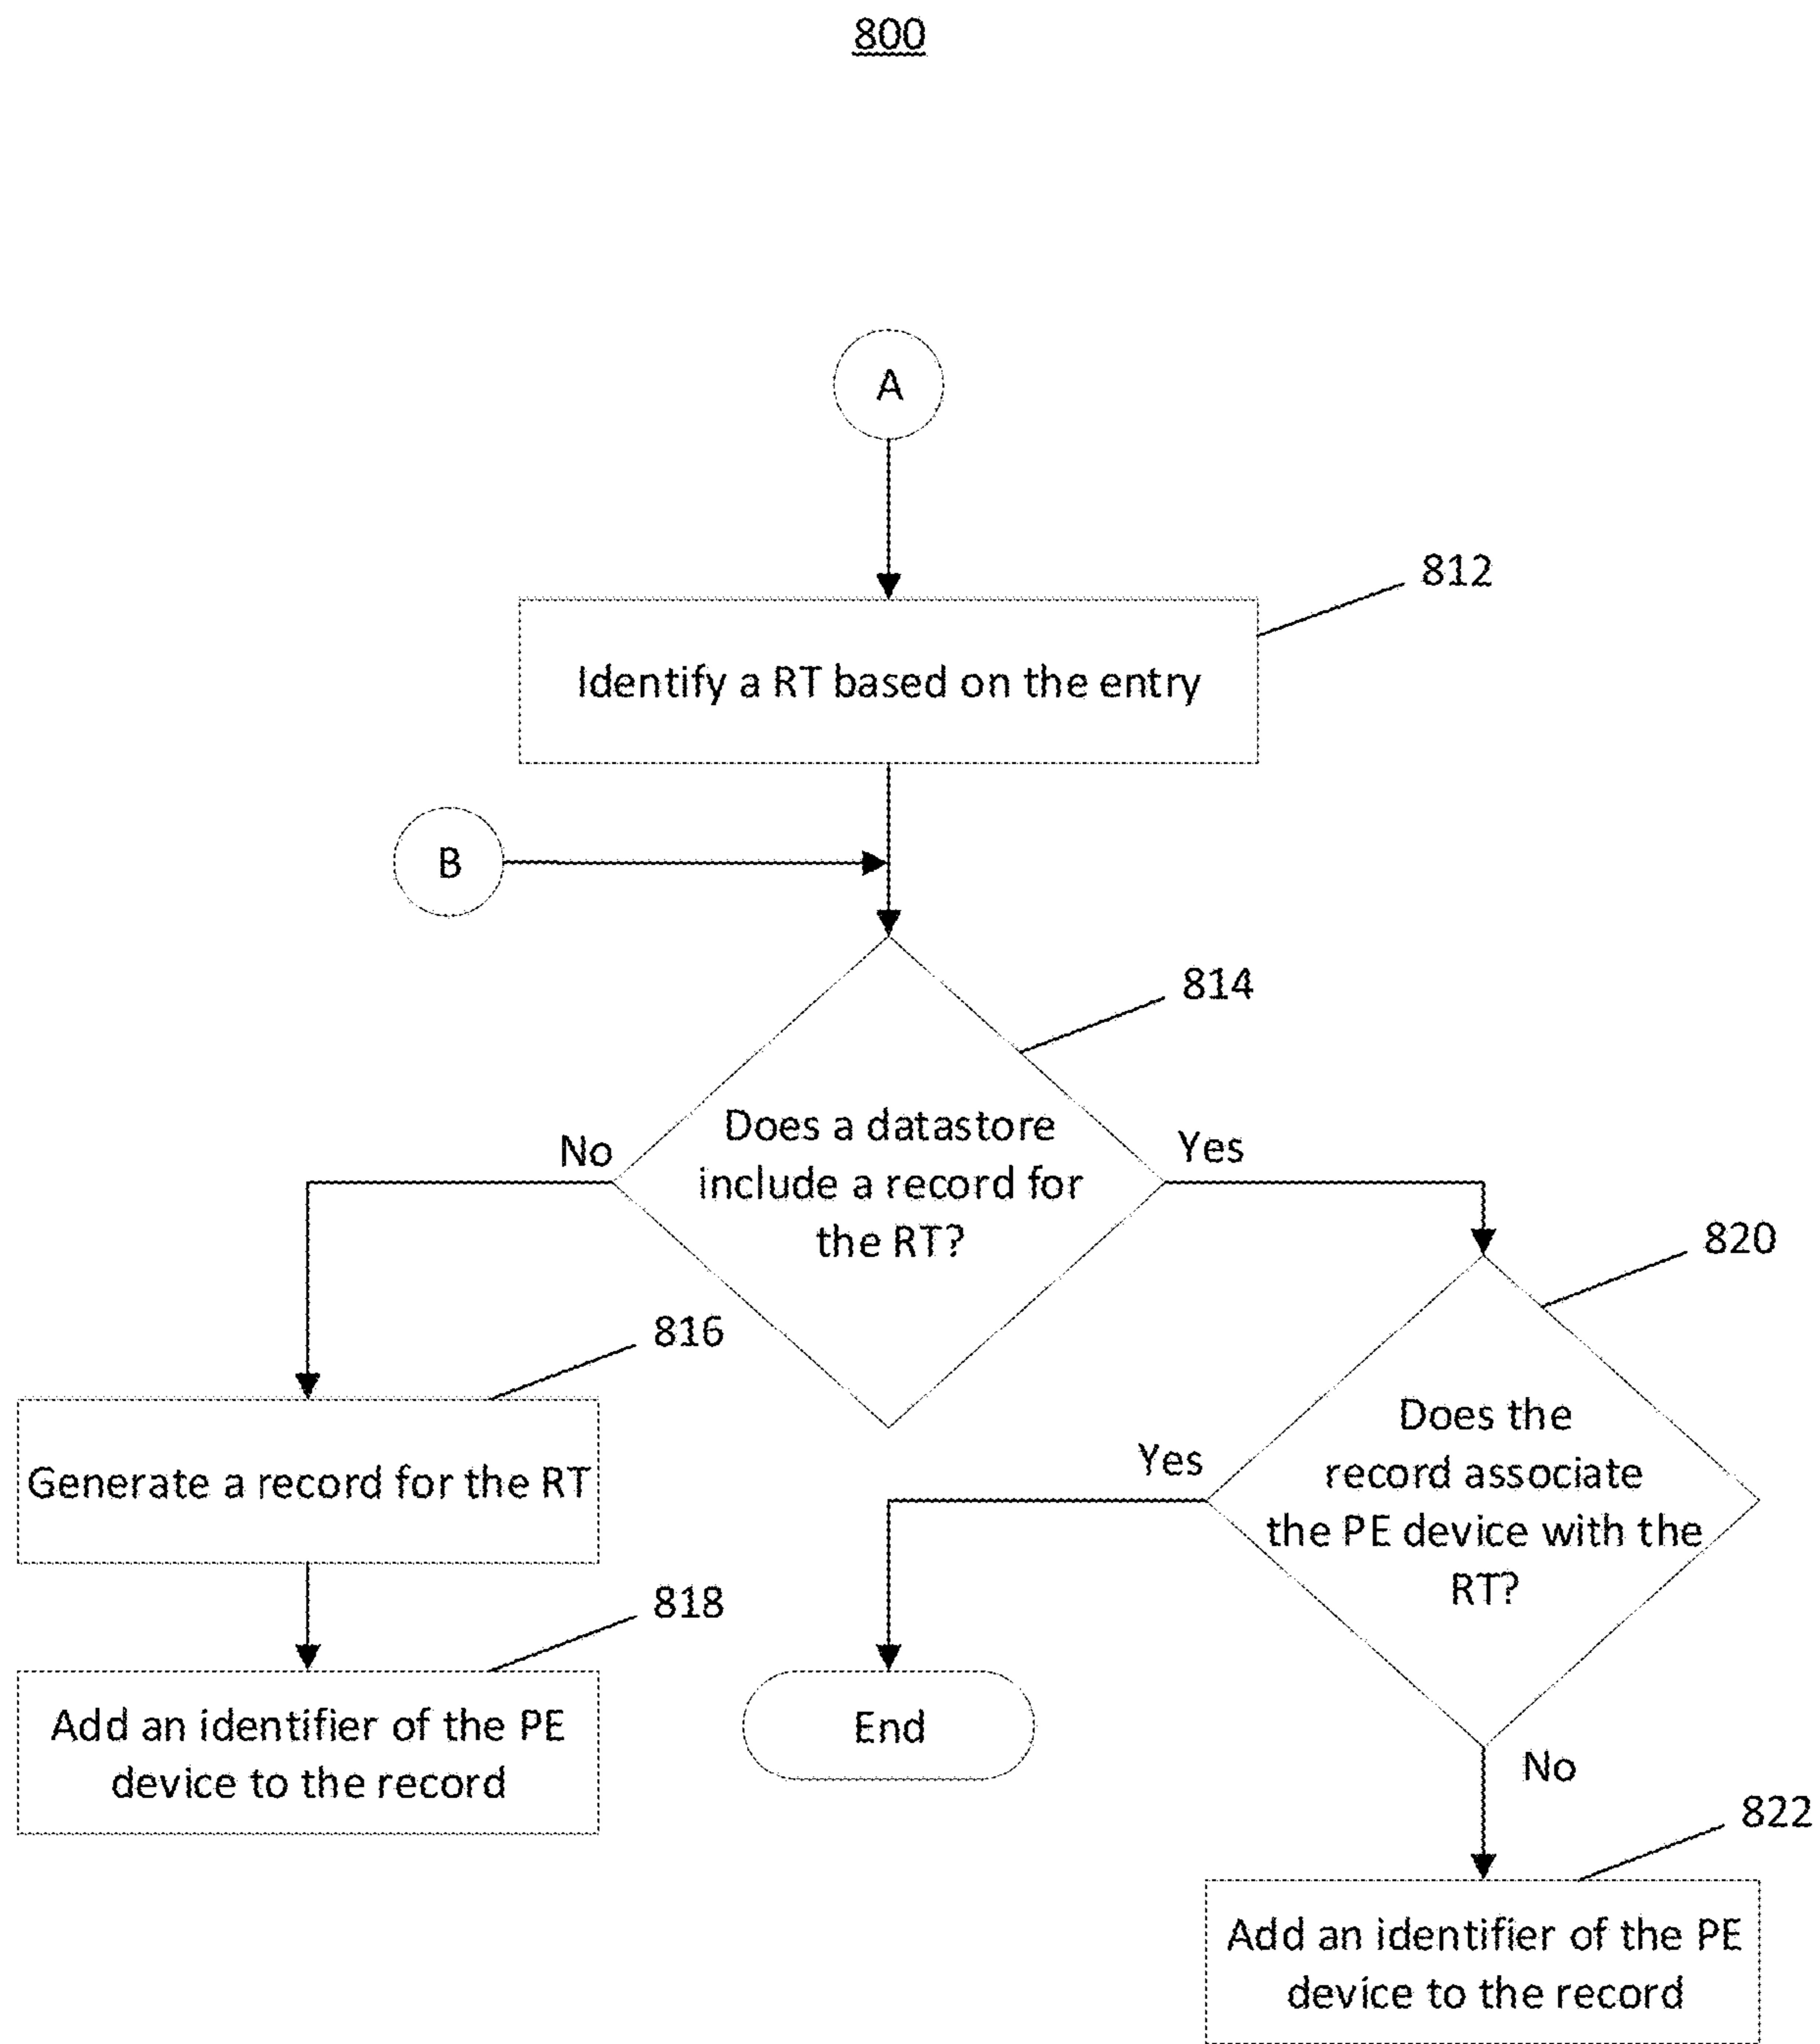 800
A
812
Identify a RT based on the entry
B
814
Does a datastore
include a record for
the RT?
No
Yes
820
816
Does the
record associate
the PE device with the
RT?
Yes
Generate a record for the RT
818
Add an identifier of the PE
device to the record
End
No
822
Add an identifier of the PE
device to the record